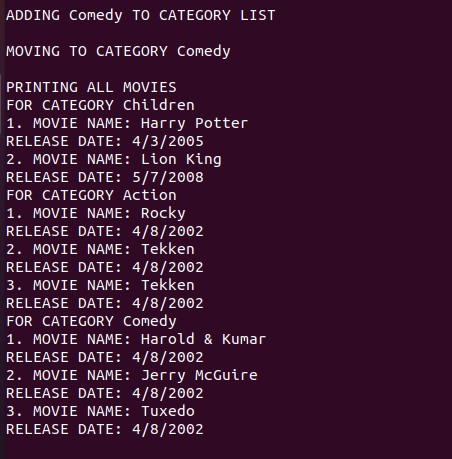 ADDING Comedy TO CATEGORY LIST
MOVING TO CATEGORY Comedy
PRINTING ALL MOVIES
FOR CATEGORY Children
1. MOVIE NAME: Harry Potter
RELEASE DATE: 4/3/2005
2. MOVIE NAME: Lion King
RELEASE DATE: 5/7/2008
FOR CATEGORY Action
1. MOVIE NAME: Rocky
RELEASE DATE: 4/8/2002
2. MOVIE NAME: Tekken
RELEASE DATE: 4/8/2002
3. MOVIE NAME: Tekken
RELEASE DATE: 4/8/2002
FOR CATEGORY Comedy
1. MOVIE NAME: Harold & Kumar
RELEASE DATE: 4/8/2002
2. MOVIE NAME: Jerry McGuire
RELEASE DATE: 4/8/2002
3. MOVIE NAME: Tuxedo
RELEASE DATE: 4/8/2002